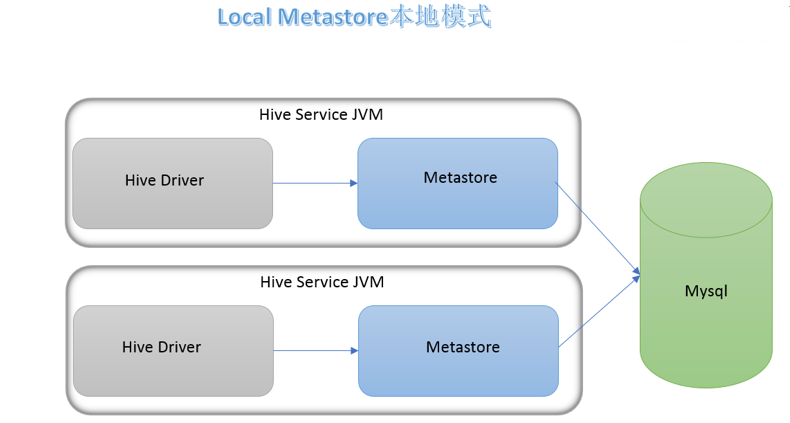 Local Metastore本地模式
Hive Service JVM
Hive Driver
Metastore
Hive Service JVM
Hive Driver
Metastore
Mysql